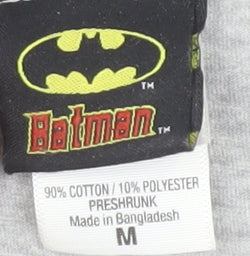 TM
Batman TM
90% COTTON / 10% POLYESTER
PRESHRUNK
Made in Bangladesh
M